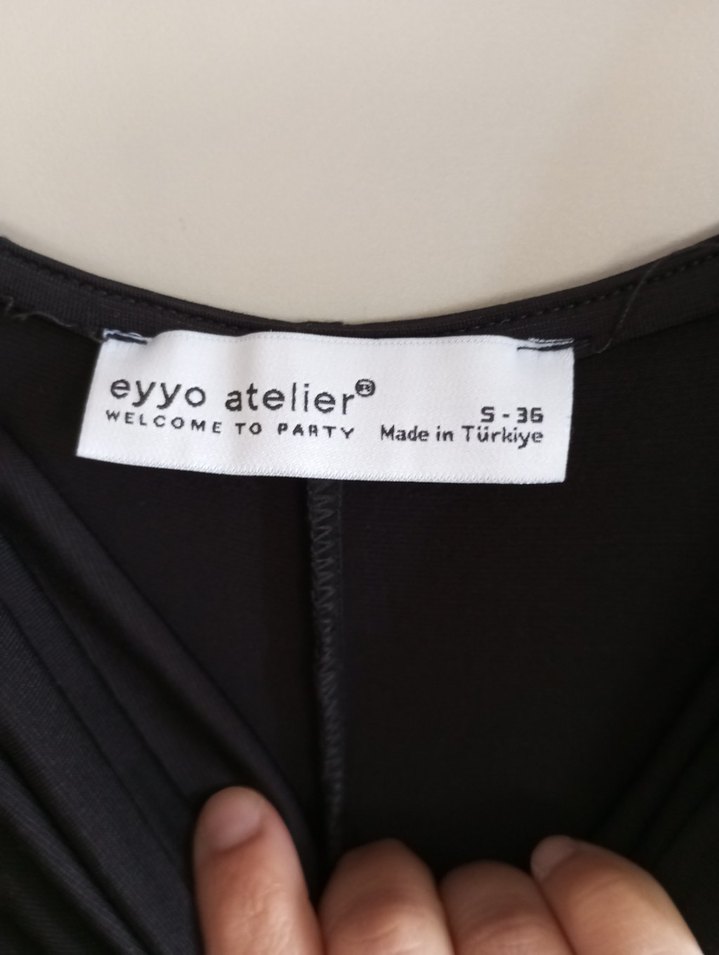 eyyo atelier®
WELCOME TO PARTY
S - 36
Made in Türkiye